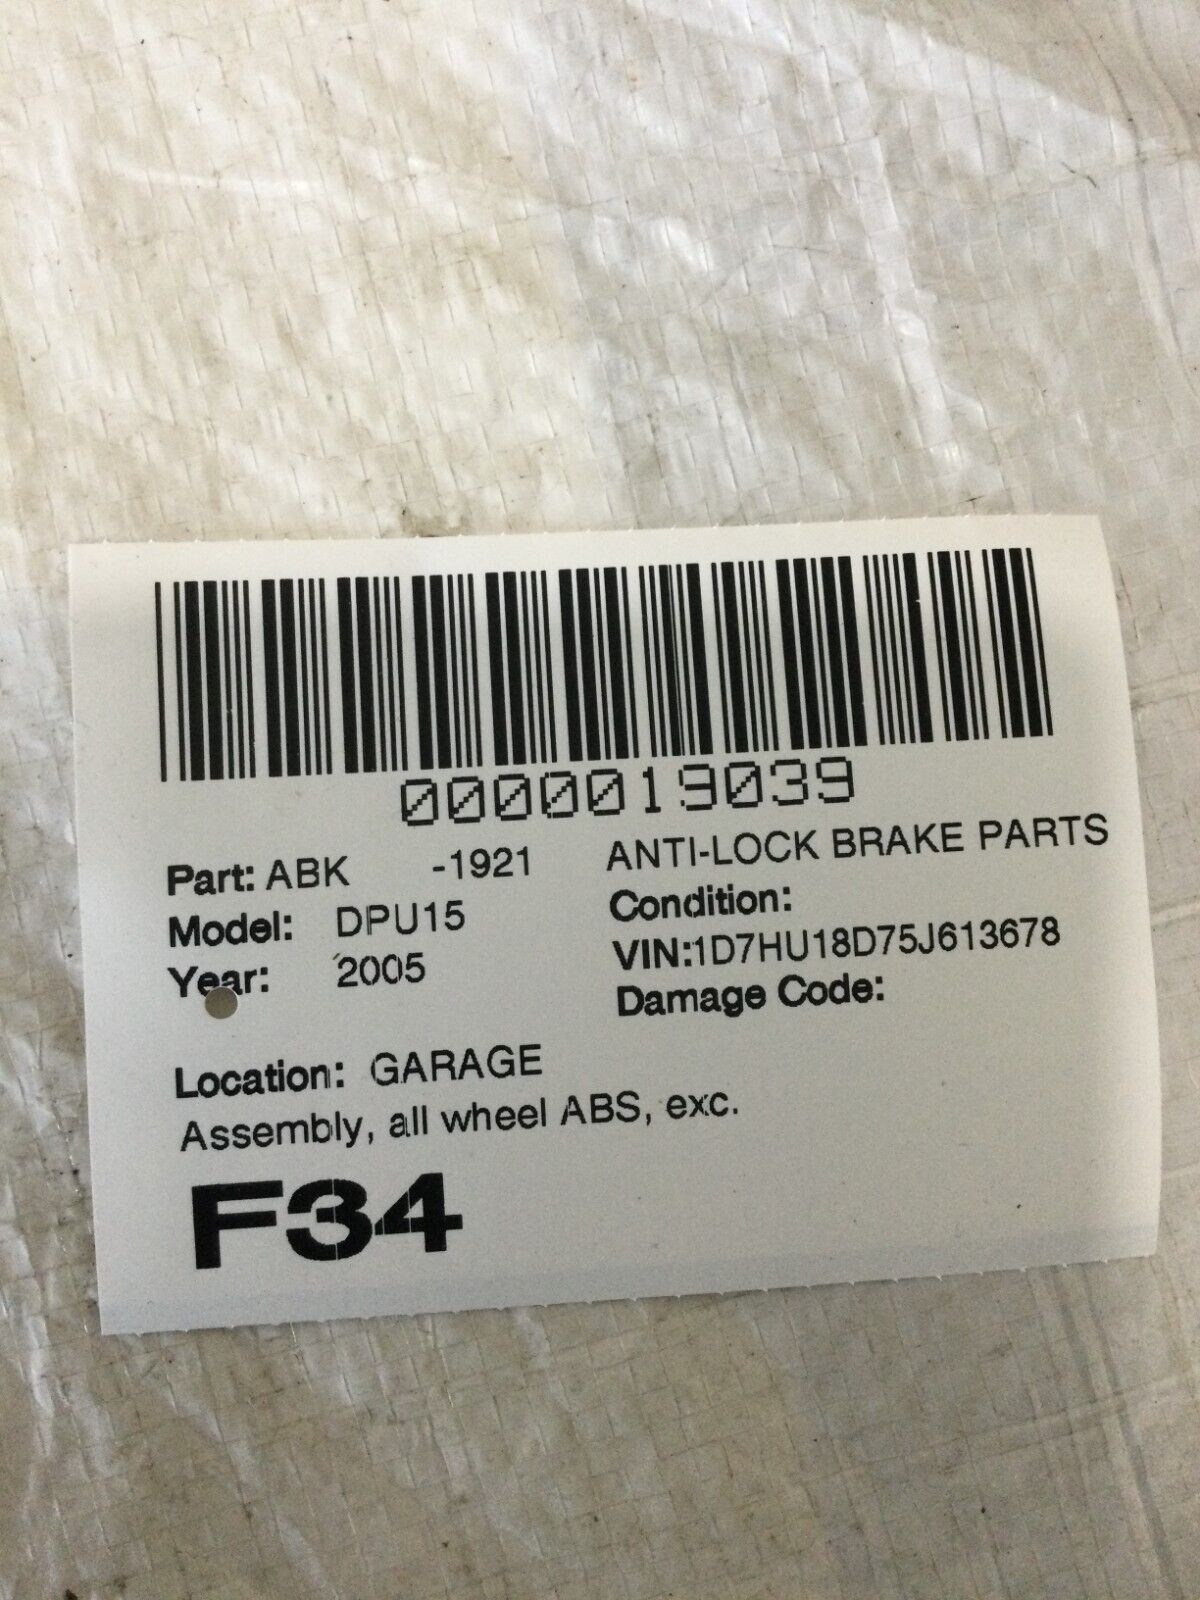 0000019039
Part: ABK -1921 ANTI-LOCK BRAKE PARTS
Model: DPU15 Condition:
Year: 2005 VIN:1D7HU18D75J613678
Damage Code:
Location: GARAGE
Assembly, all wheel ABS, exc.
F34